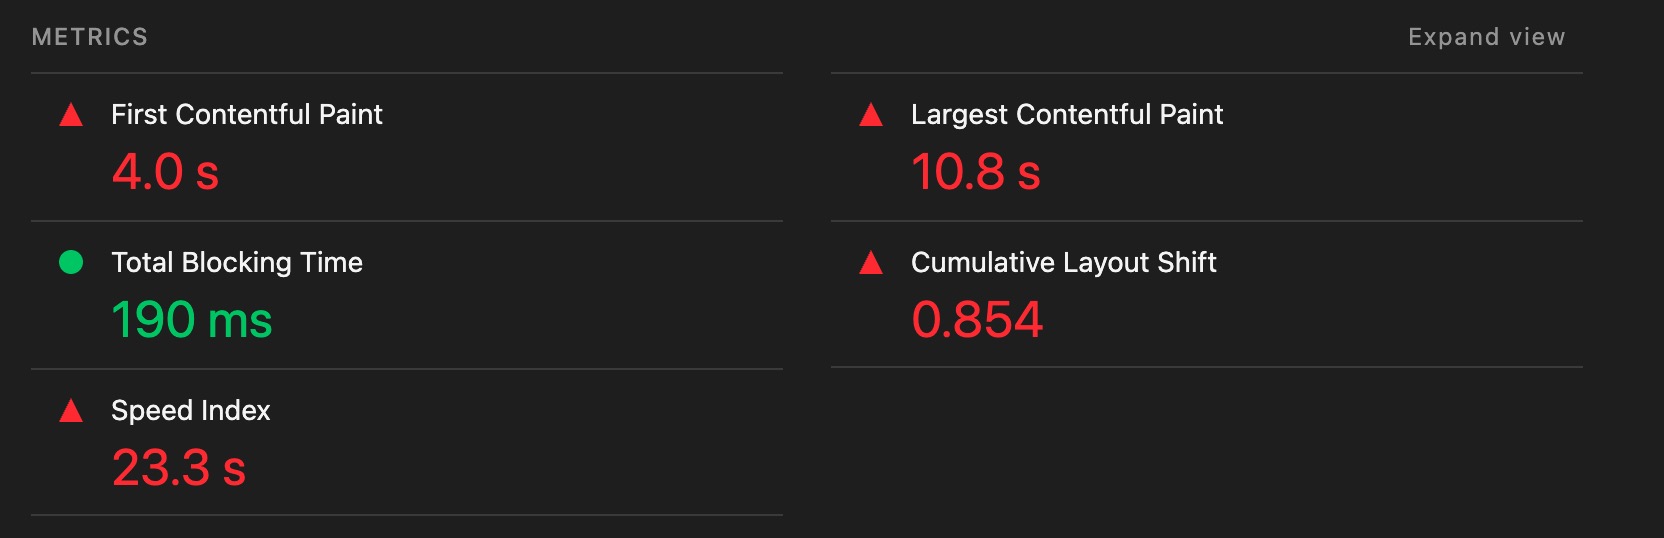 METRICS
Expand view
First Contentful Paint
4.0 s
Largest Contentful Paint
10.8 s
Total Blocking Time
190 ms
Cumulative Layout Shift
0.854
Speed Index
23.3 s